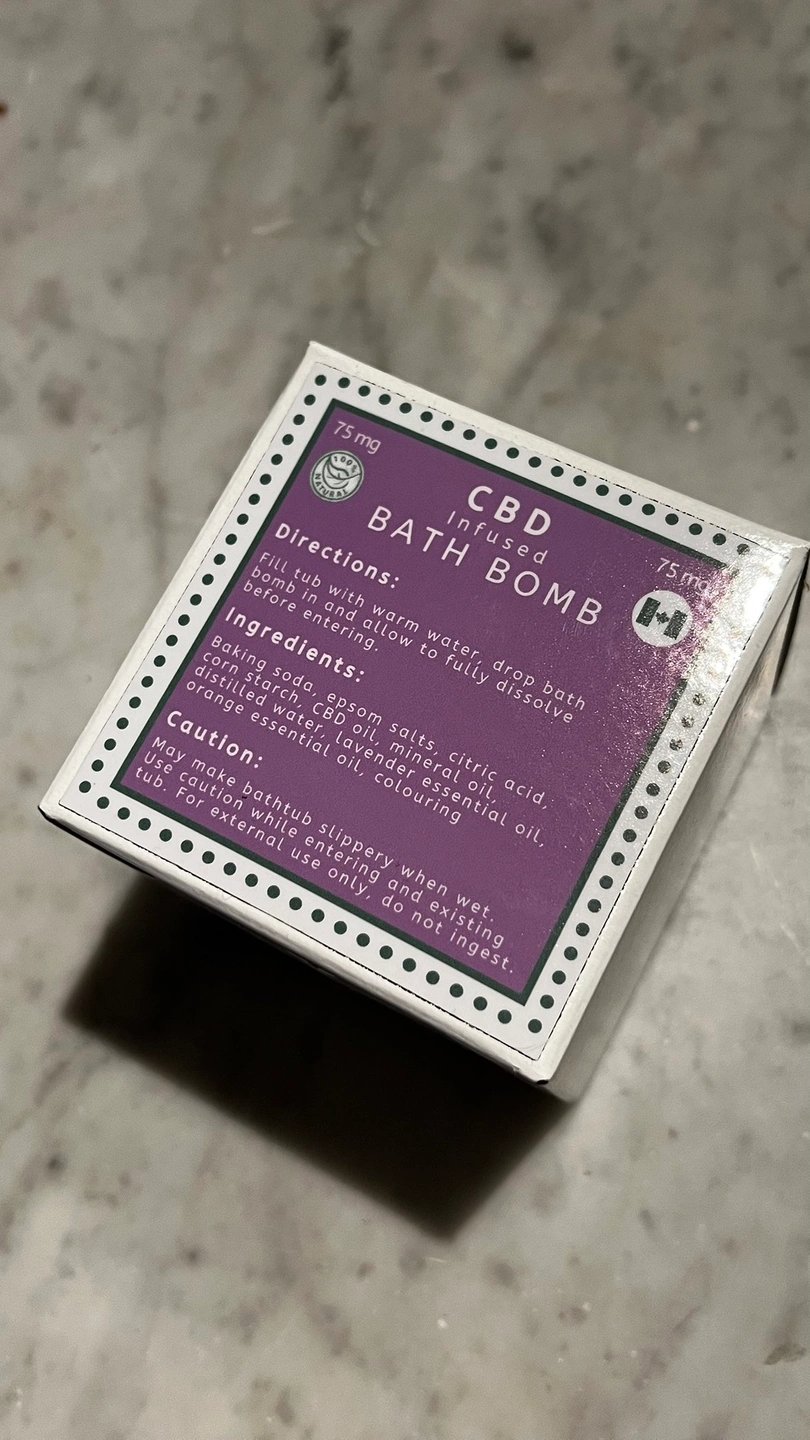 75 mg
100%
NATURAL
CBD
Infused
BATH BOMB
75 mg
Directions:
Fill tub with warm water, drop bath
bomb in and allow to fully dissolve
before entering.
Ingredients:
Baking soda, epsom salts, citric acid,
corn starch, CBD oil, mineral oil,
distilled water, lavender essential oil,
orange essential oil, colouring
Caution:
May make bathtub slippery when wet.
Use caution while entering and existing
tub. For external use only, do not ingest.